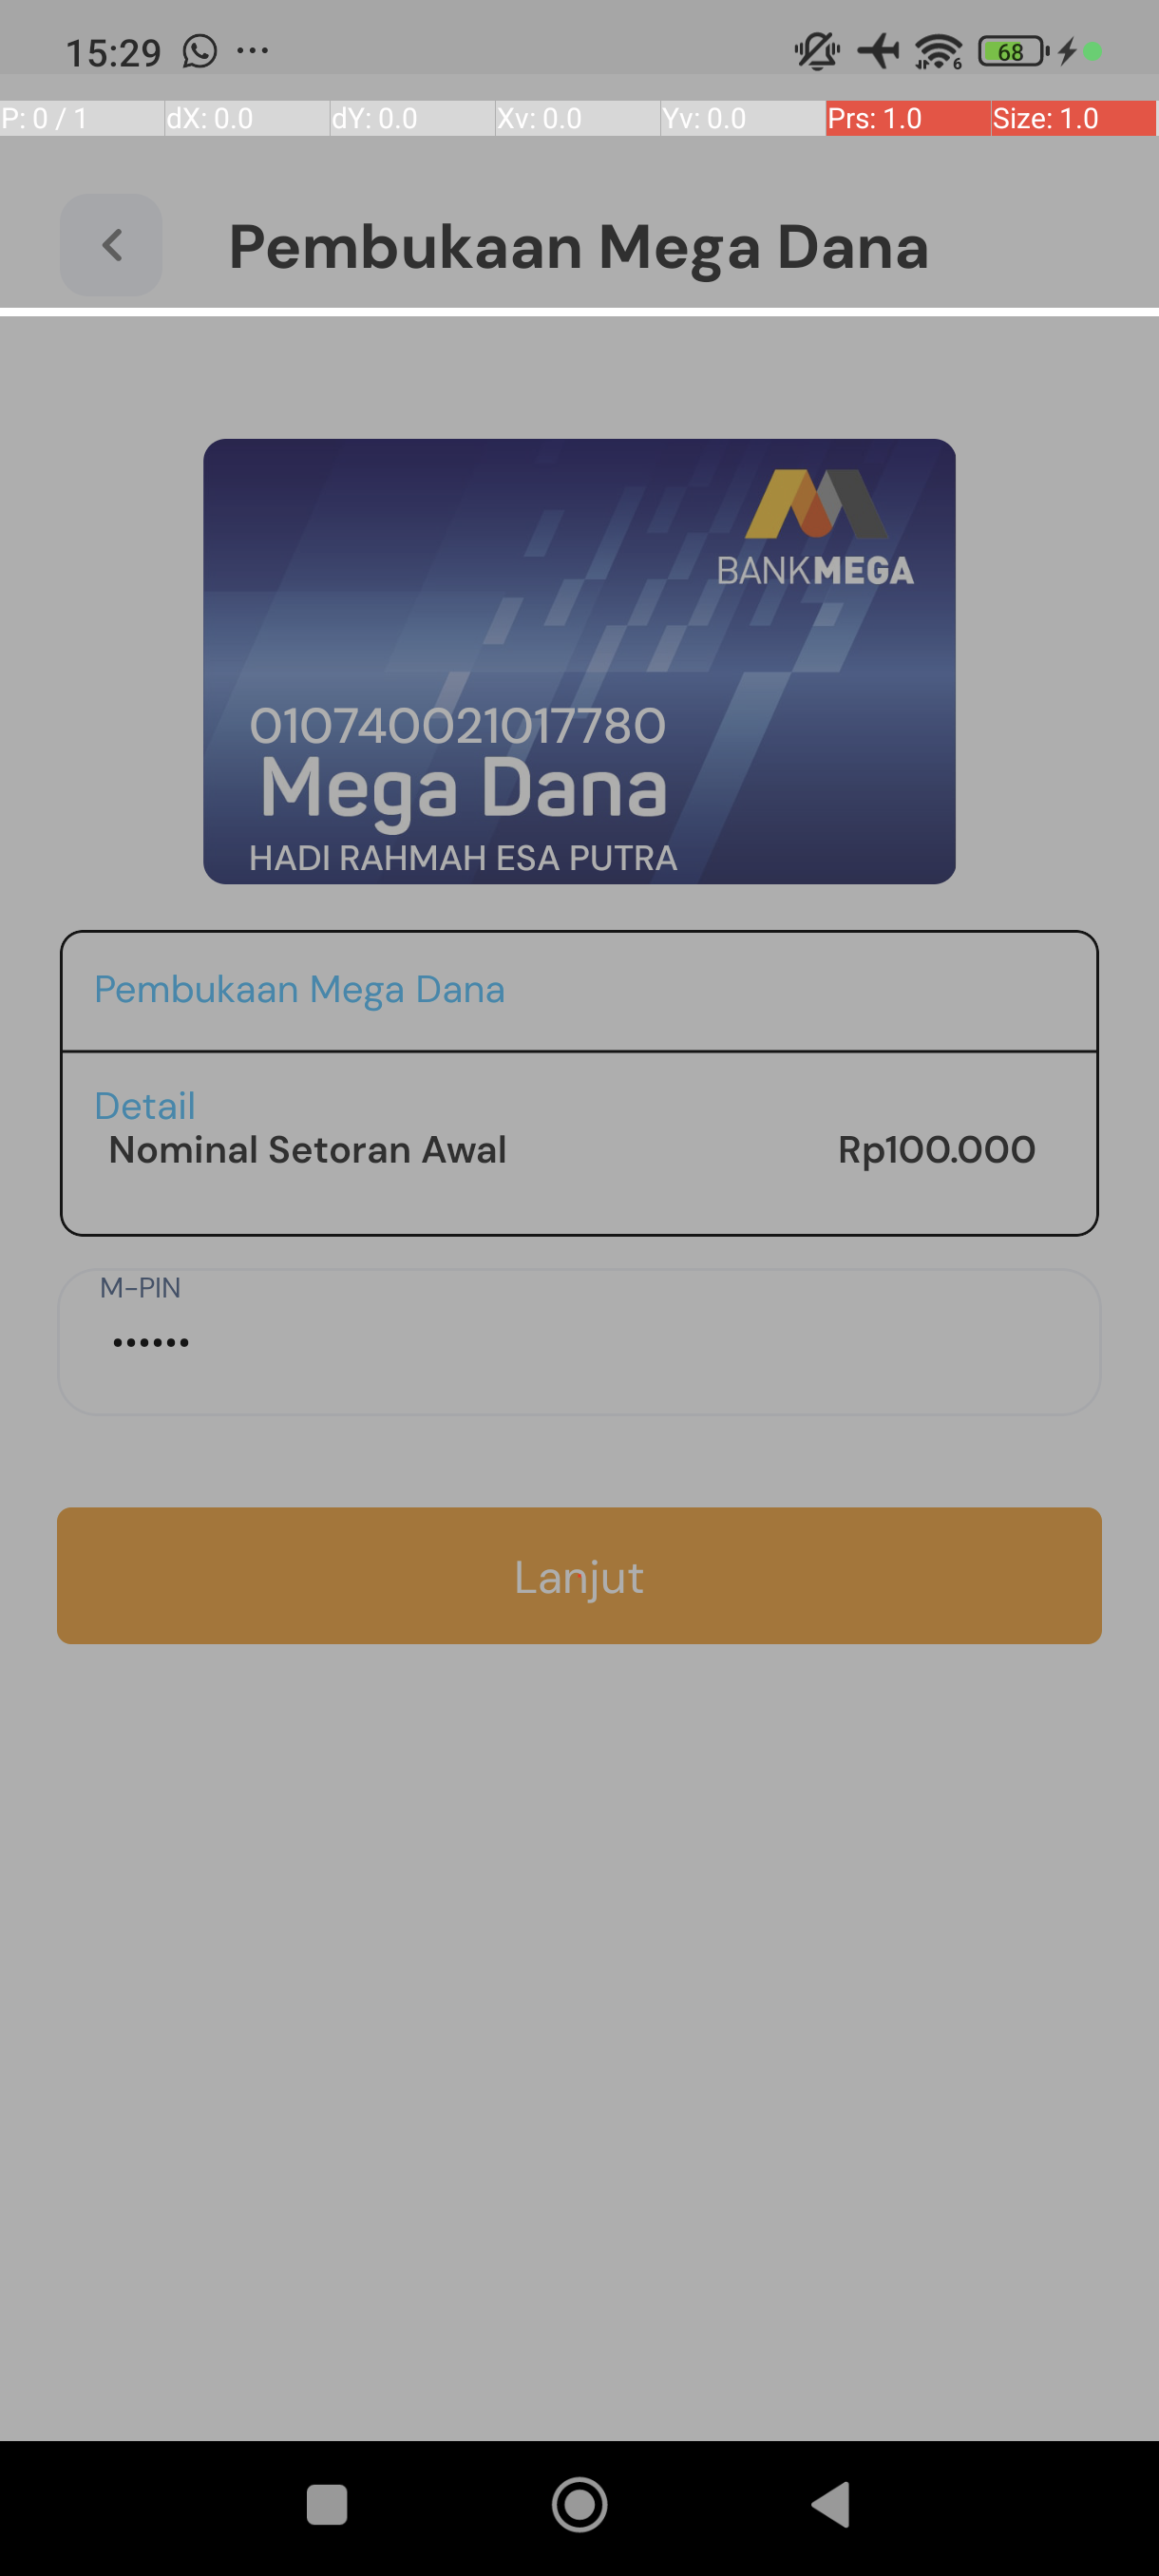 15:29
68
6
P: 0 / 1 dX: 0.0 dY: 0.0 Xv: 0.0 Yv: 0.0 Prs: 1.0 Size: 1.0
Pembukaan Mega Dana
BANKMEGA
010740021017780
Mega Dana
HADI RAHMAH ESA PUTRA
Pembukaan Mega Dana
Detail
Nominal Setoran Awal Rp100.000
M-PIN
••••••
Lanjut